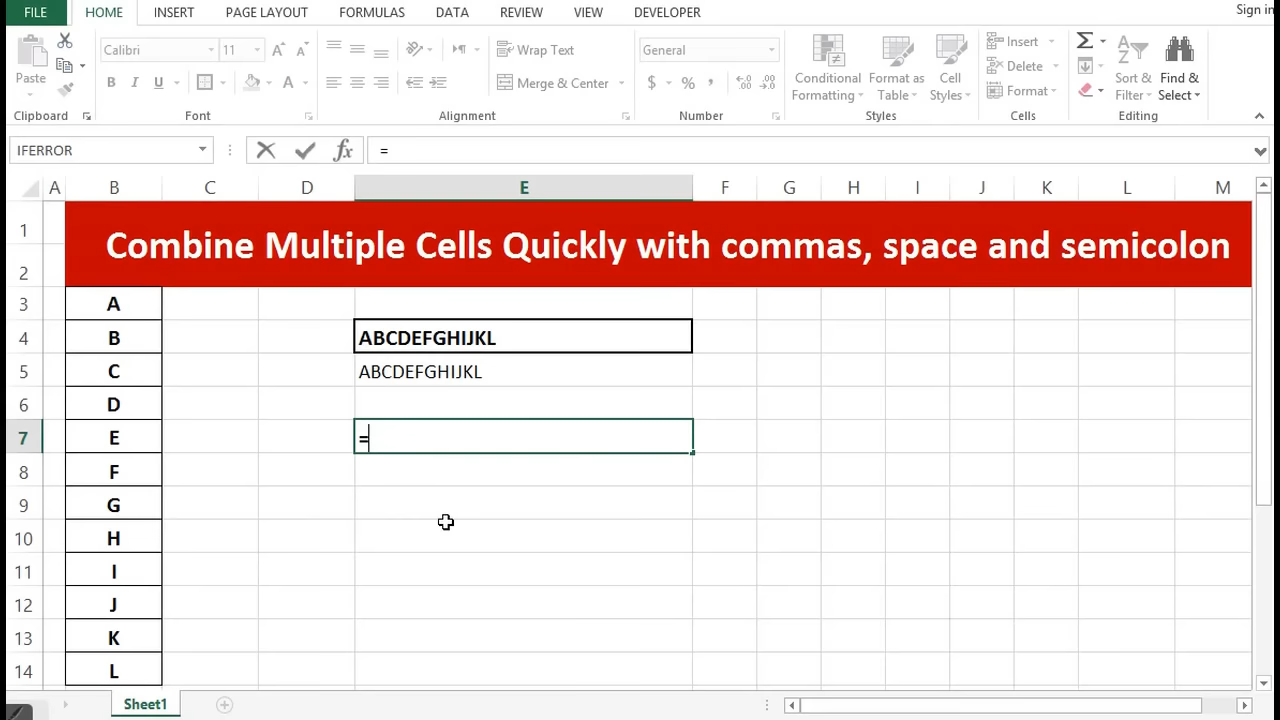 FILE HOME INSERT PAGE LAYOUT FORMULAS DATA REVIEW VIEW DEVELOPER Sign in
Paste
Clipboard
Calibri 11
B I U A
Font
Wrap Text
Merge & Center
Alignment
General
$ % , .00
Number
Conditional Formatting
Format as Table
Cell Styles
Styles
Insert
Delete
Format
Cells
Σ
Sort & Filter
Find & Select
Editing
IFERROR fx =
A B C D E F G H I J K L M
1
2 Combine Multiple Cells Quickly with commas, space and semicolon
3 A
4 B ABCDEFGHIJKL
5 C ABCDEFGHIJKL
6 D
7 E =
8 F
9 G
10 H
11 I
12 J
13 K
14 L
Sheet1